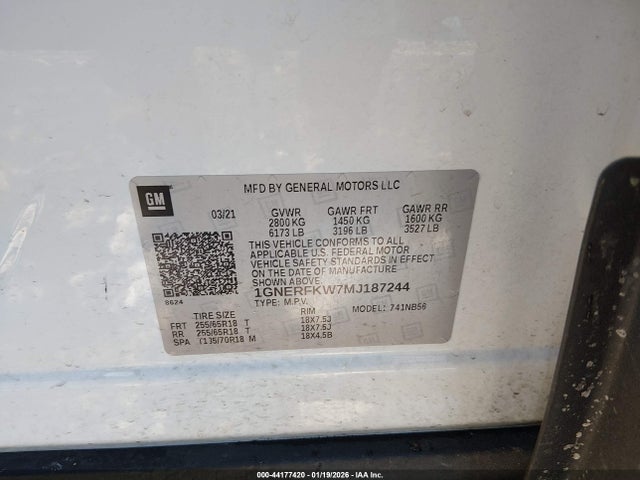 GM
MFD BY GENERAL MOTORS LLC
03/21 GVWR GAWR FRT GAWR RR
2800 KG 1450 KG 1600 KG
6173 LB 3196 LB 3527 LB
THIS VEHICLE CONFORMS TO ALL
APPLICABLE U.S. FEDERAL MOTOR
VEHICLE SAFETY STANDARDS IN EFFECT
ON THE DATE OF MANUFACTURE
SHOWN ABOVE.
1GNERFKW7MJ187244
8624
TYPE: M.P.V. MODEL: 741NB56
TIRE SIZE RIM
FRT 255/65R18 T 18X7.5J
RR 255/65R18 T 18X7.5J
SPA T135/70R18 M 18X4.5B
000-44177420 - 01/19/2026 - IAAI Inc.